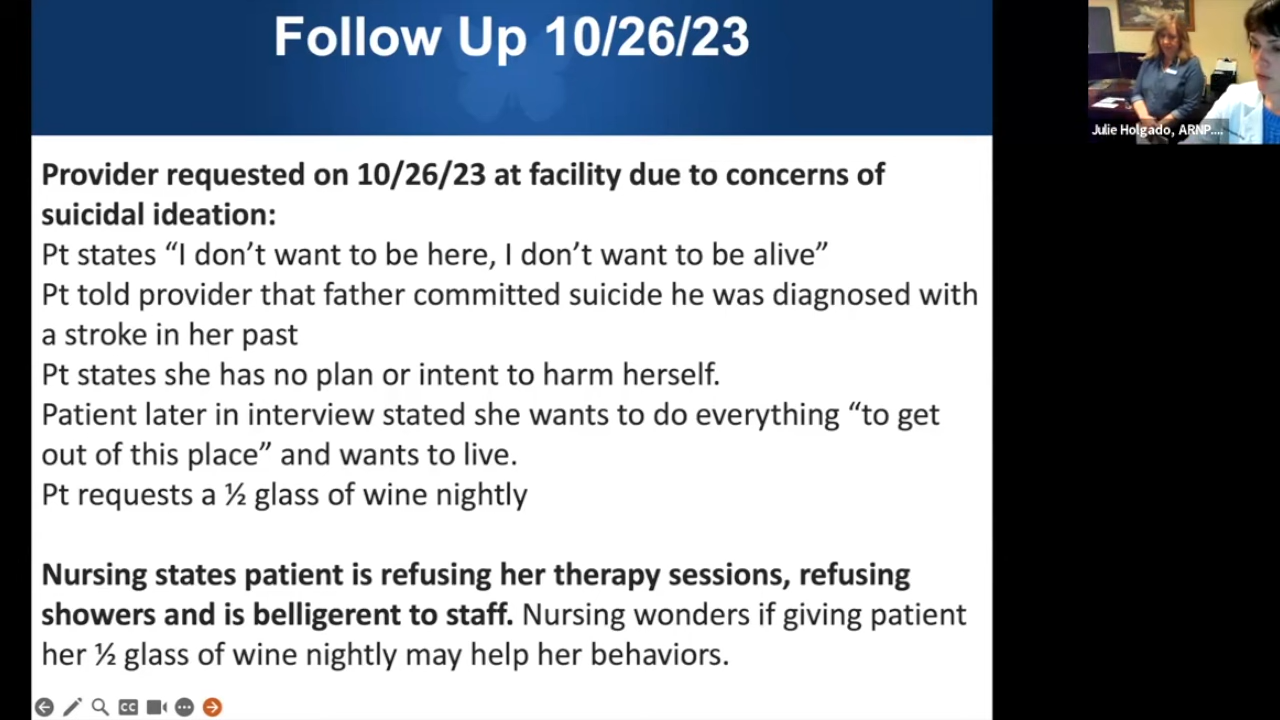 Follow Up 10/26/23
Julie Holgado, ARNP....
Provider requested on 10/26/23 at facility due to concerns of
suicidal ideation:
Pt states “I don’t want to be here, I don’t want to be alive”
Pt told provider that father committed suicide he was diagnosed with
a stroke in her past
Pt states she has no plan or intent to harm herself.
Patient later in interview stated she wants to do everything “to get
out of this place” and wants to live.
Pt requests a ½ glass of wine nightly
Nursing states patient is refusing her therapy sessions, refusing
showers and is belligerent to staff. Nursing wonders if giving patient
her ½ glass of wine nightly may help her behaviors.
CC